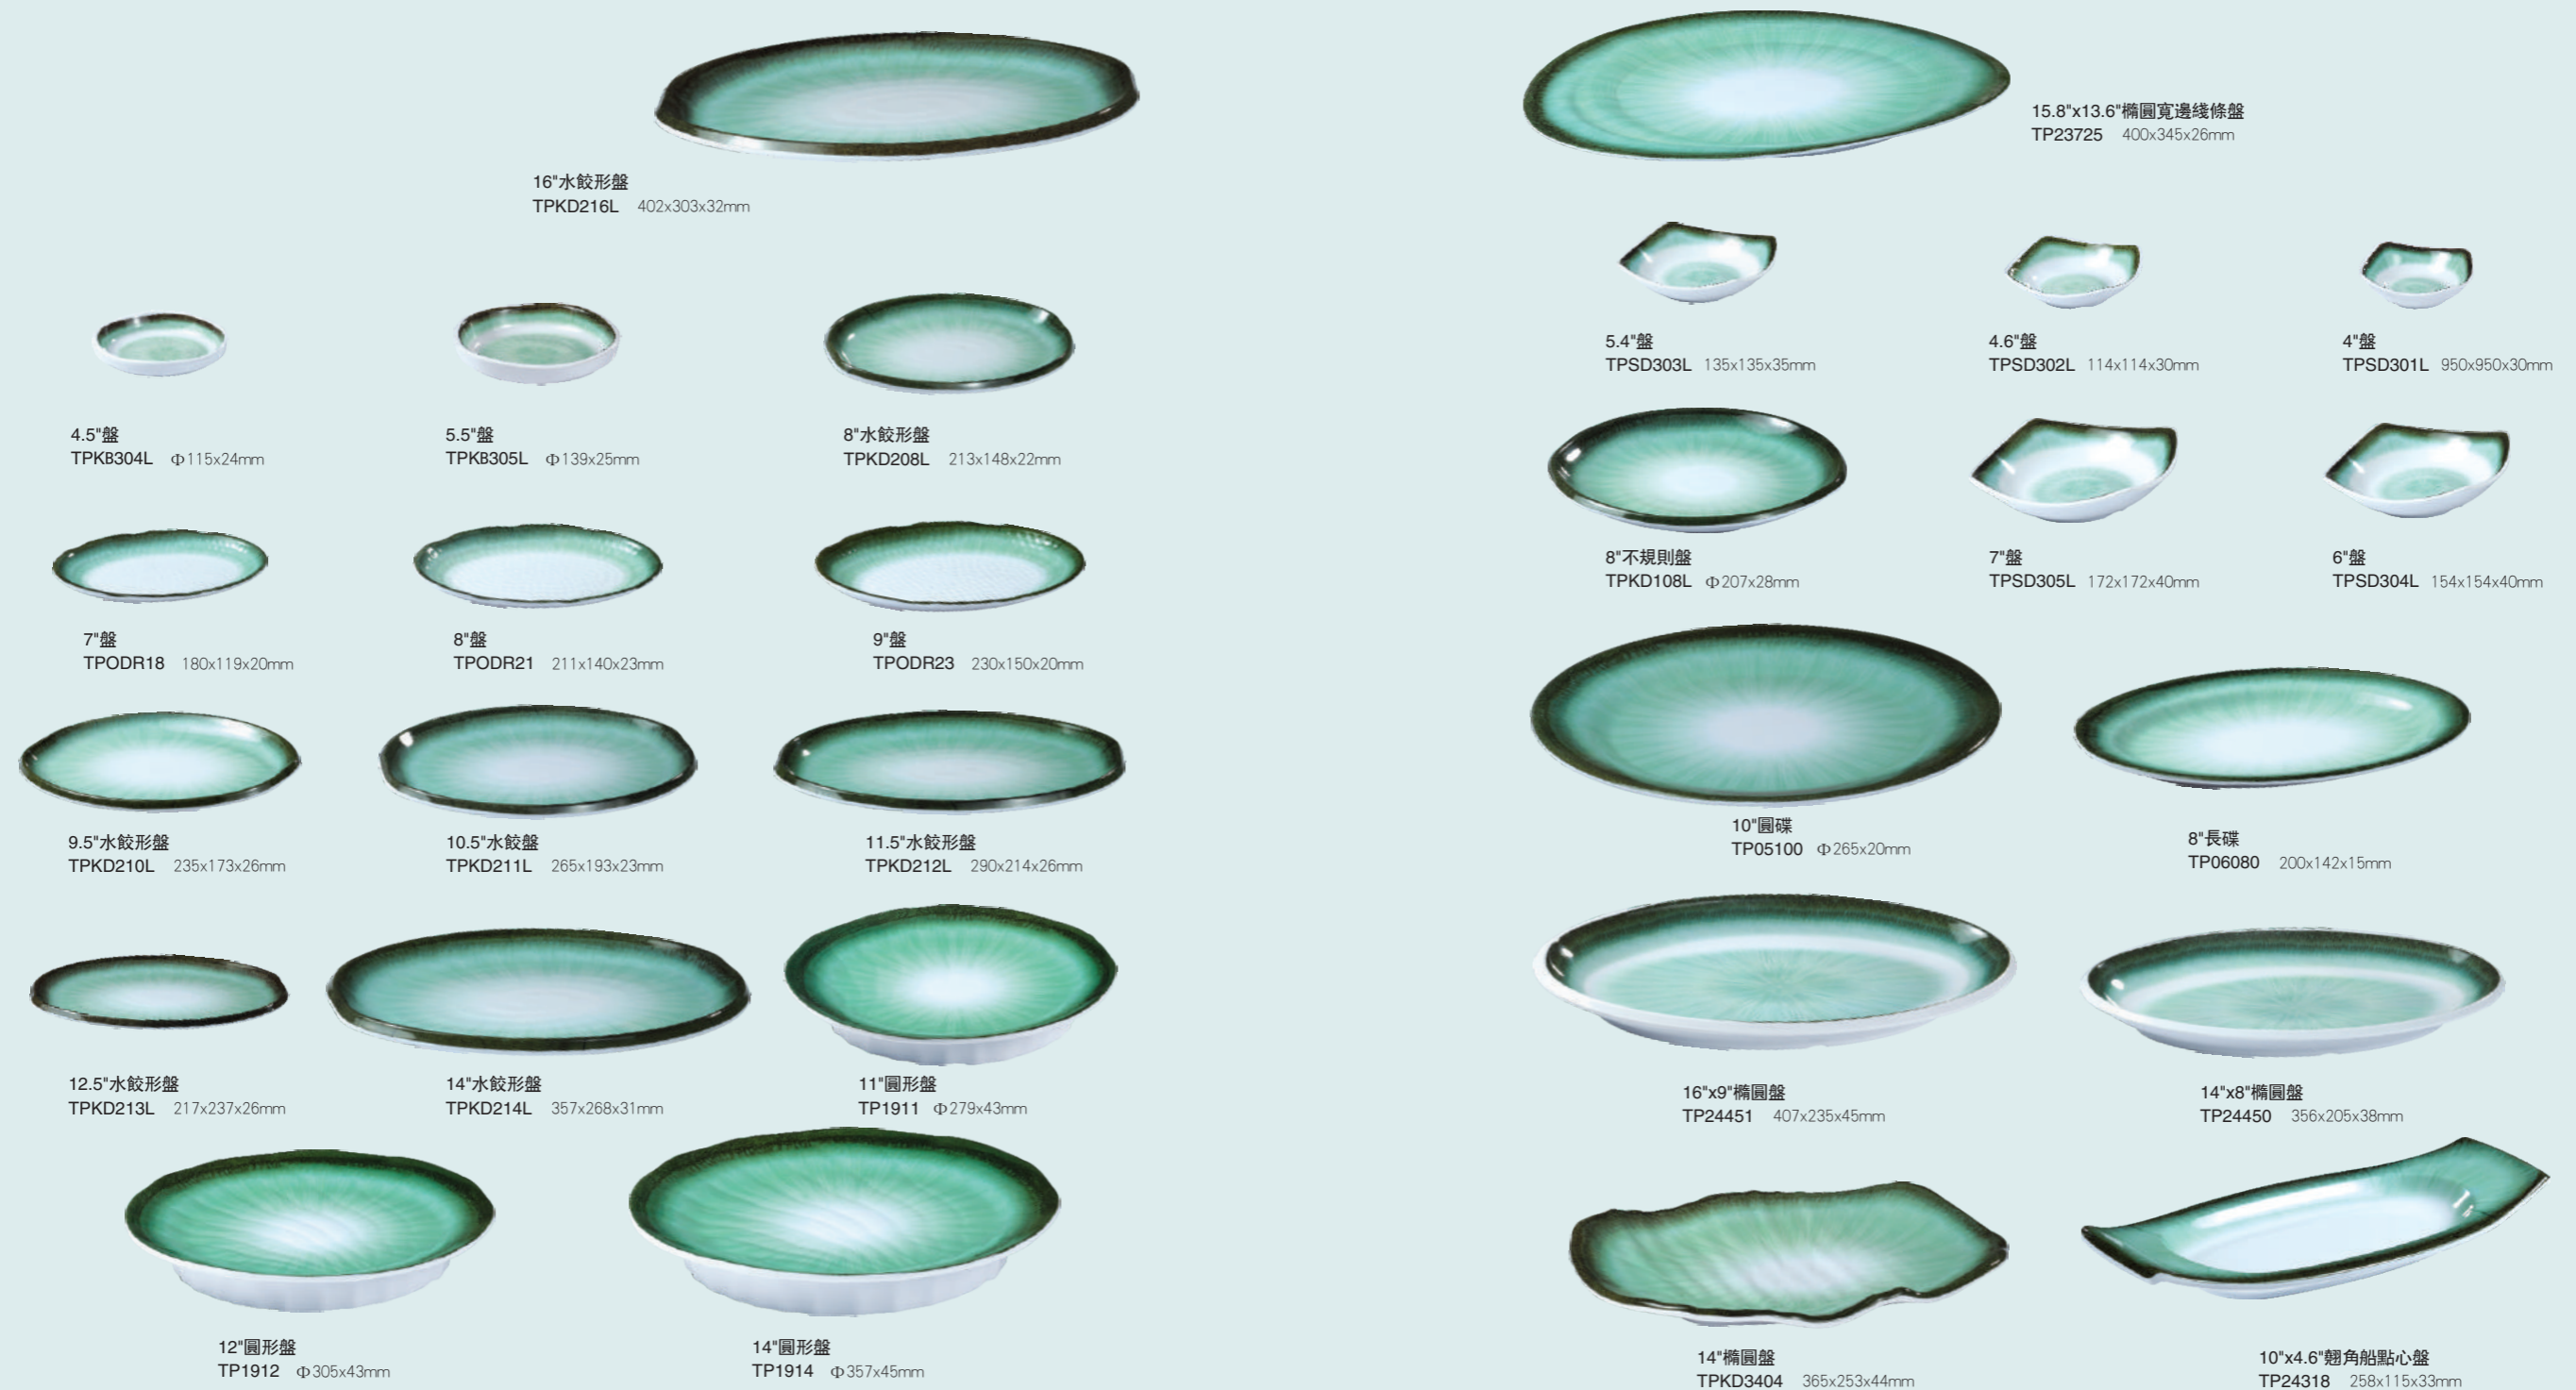 16"水餃形盤
TPKD216L 402x303x32mm
4.5"盤
TPKB304L Φ115x24mm
5.5"盤
TPKB305L Φ139x25mm
8"水餃形盤
TPKD208L 213x148x22mm
7"盤
TPODR18 180x119x20mm
8"盤
TPODR21 211x140x23mm
9"盤
TPODR23 230x150x20mm
9.5"水餃形盤
TPKD210L 235x173x26mm
10.5"水餃盤
TPKD211L 265x193x23mm
11.5"水餃形盤
TPKD212L 290x214x26mm
12.5"水餃形盤
TPKD213L 217x237x26mm
14"水餃形盤
TPKD214L 357x268x31mm
11"圓形盤
TP1911 Φ279x43mm
12"圓形盤
TP1912 Φ305x43mm
14"圓形盤
TP1914 Φ357x45mm
15.8"x13.6"橢圓寬邊綫條盤
TP23725 400x345x26mm
5.4"盤
TPSD303L 135x135x35mm
4.6"盤
TPSD302L 114x114x30mm
4"盤
TPSD301L 950x950x30mm
8"不規則盤
TPKD108L Φ207x28mm
7"盤
TPSD305L 172x172x40mm
6"盤
TPSD304L 154x154x40mm
10"圓碟
TP05100 Φ265x20mm
8"長碟
TP06080 200x142x15mm
16"x9"橢圓盤
TP24451 407x235x45mm
14"x8"橢圓盤
TP24450 356x205x38mm
14"橢圓盤
TPKD3404 365x253x44mm
10"x4.6"翹角船點心盤
TP24318 258x115x33mm